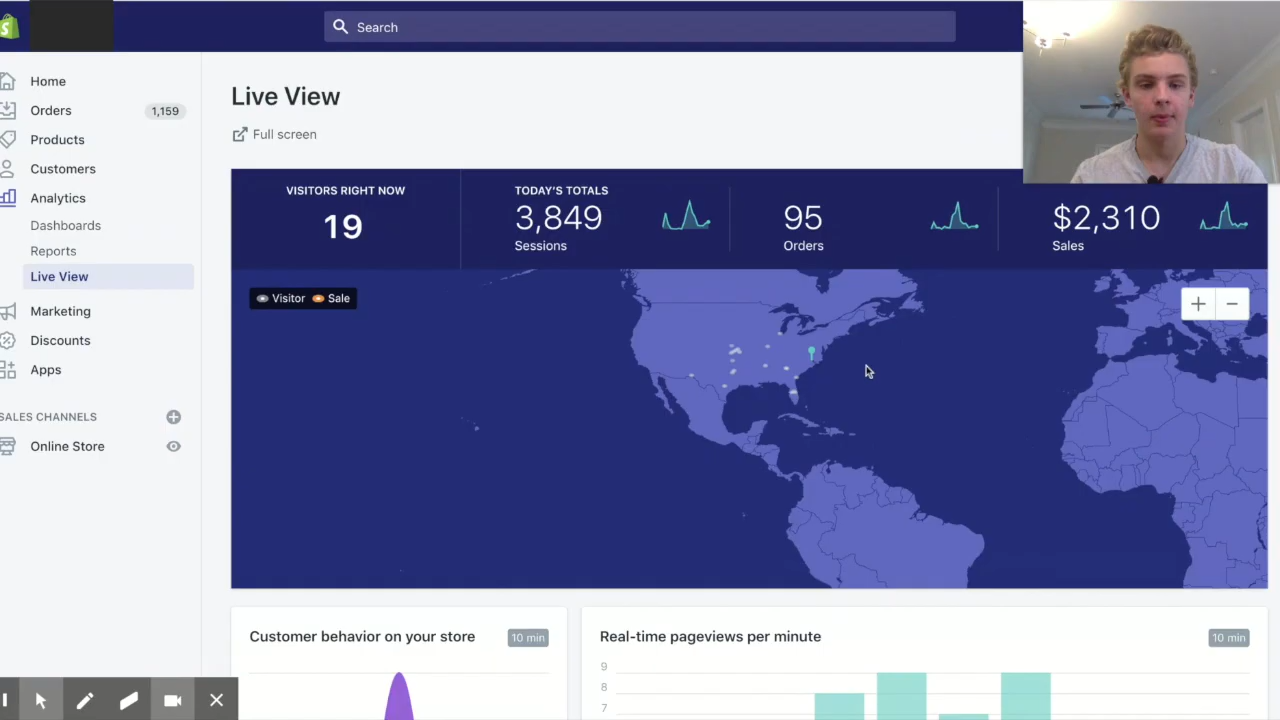 Search
Home
Orders 1,159
Products
Customers
Analytics
Dashboards
Reports
Live View
Marketing
Discounts
Apps
SALES CHANNELS
Online Store
Live View
Full screen
VISITORS RIGHT NOW
19
TODAY'S TOTALS
3,849
Sessions
95
Orders
$2,310
Sales
Visitor Sale
Customer behavior on your store 10 min
Real-time pageviews per minute 10 min
9
8
7